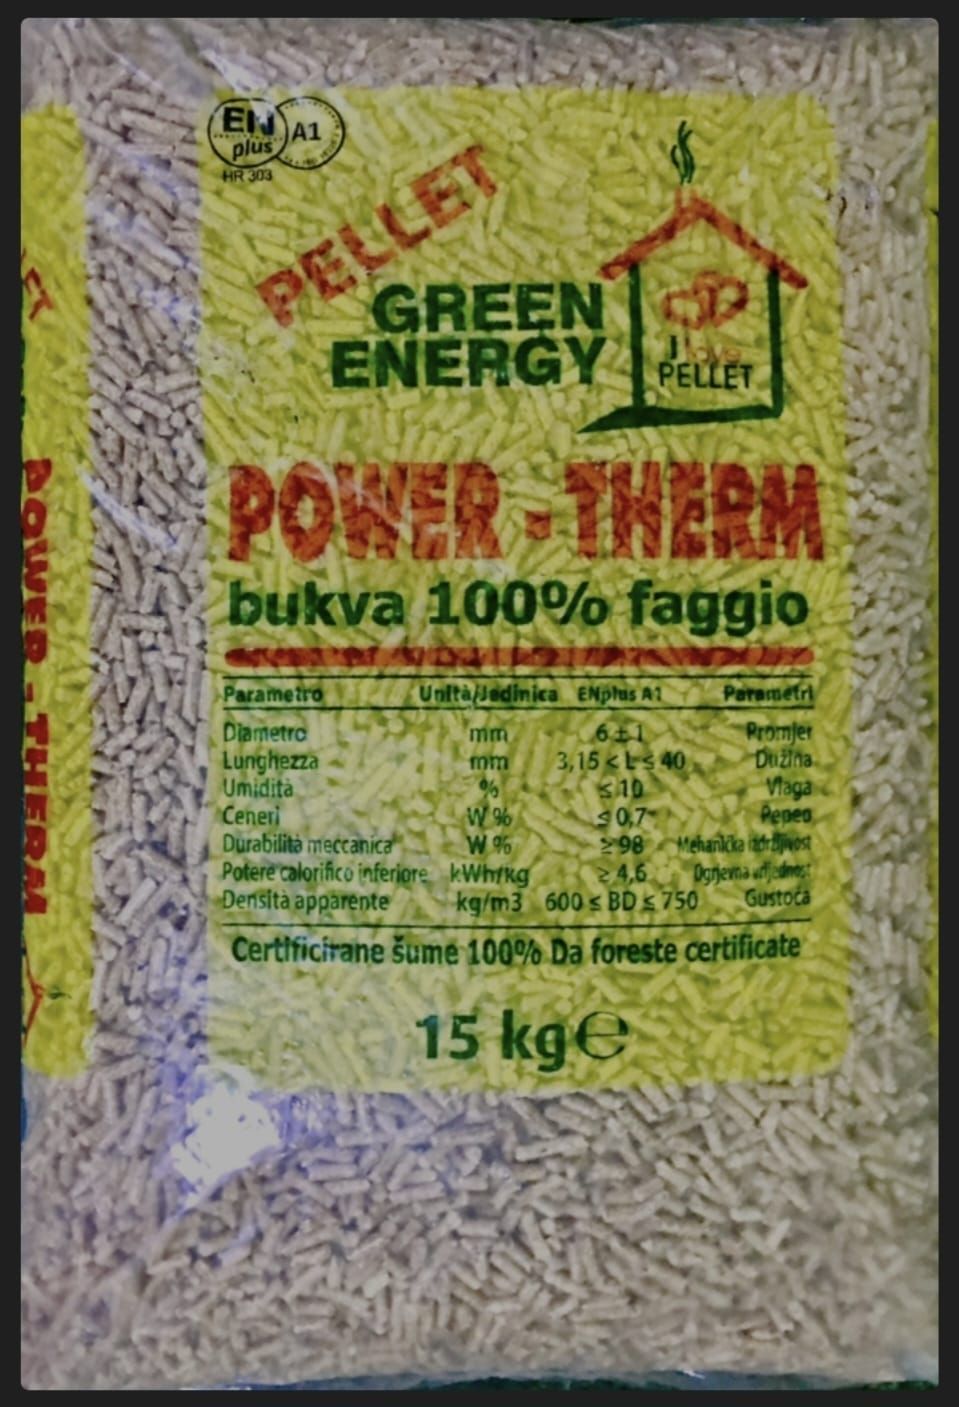 EN
plus
A1
HR 303
PELLET
GREEN
ENERGY
I love
PELLET
POWER - THERM
bukva 100% faggio
Parametro Unità/Jedinica ENplus A1 Parametri
Diametro mm 6 ± 1 Promjer
Lunghezza mm 3,15 < L ≤ 40 Dužina
Umidità % ≤ 10 Vlaga
Ceneri W % ≤ 0,7 Pepeo
Durabilità meccanica W % ≥ 98 Mehanička izdržljivost
Potere calorifico inferiore kWh/kg ≥ 4,6 Ogrjevna vrijednost
Densità apparente kg/m3 600 ≤ BD ≤ 750 Gustoća
Certificirane šume 100% Da foreste certificate
15 kg e
POWER - THERM